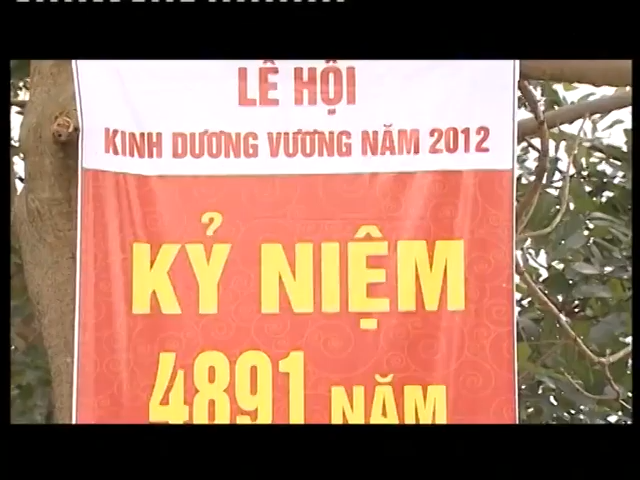 LỄ HỘI
KINH DƯƠNG VƯƠNG NĂM 2012
KỶ NIỆM
4891 NĂM